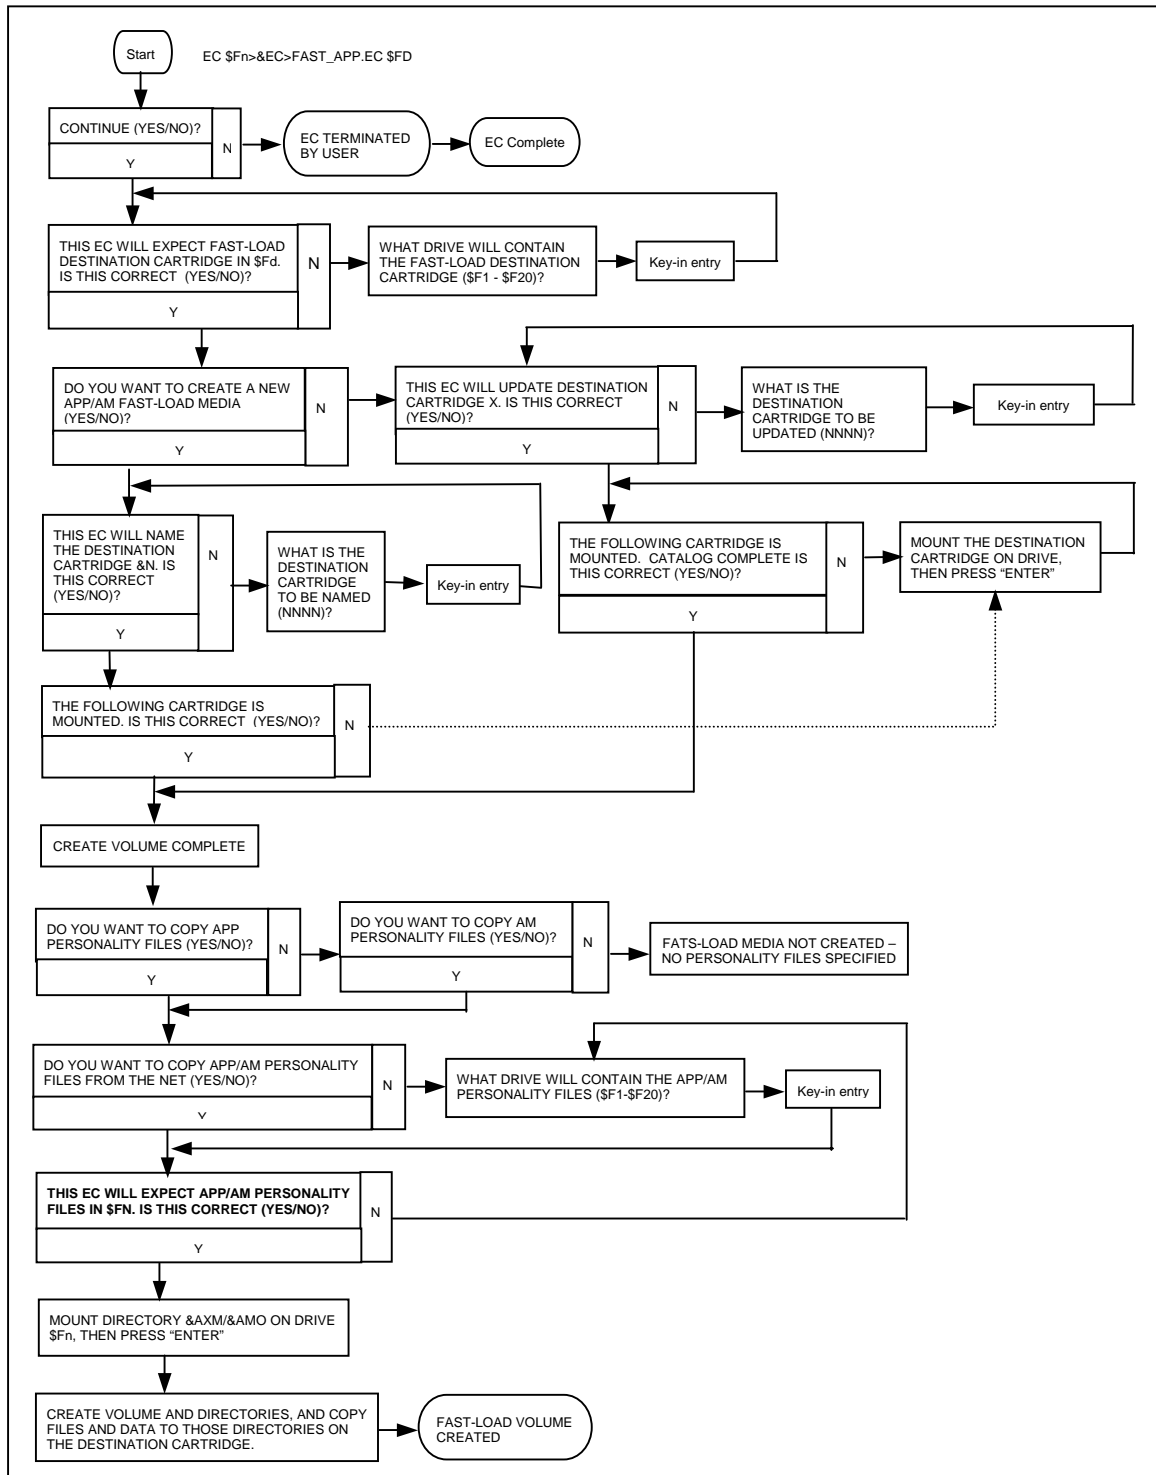 Start
EC $Fn>&EC>FAST_APP.EC $FD
CONTINUE (YES/NO)?
N
Y
EC TERMINATED
BY USER
EC Complete
THIS EC WILL EXPECT FAST-LOAD
DESTINATION CARTRIDGE IN $Fd.
IS THIS CORRECT (YES/NO)?
N
Y
WHAT DRIVE WILL CONTAIN
THE FAST-LOAD DESTINATION
CARTRIDGE ($F1 - $F20)?
Key-in entry
DO YOU WANT TO CREATE A NEW
APP/AM FAST-LOAD MEDIA
(YES/NO)?
N
Y
THIS EC WILL UPDATE DESTINATION
CARTRIDGE X. IS THIS CORRECT
(YES/NO)?
N
Y
WHAT IS THE
DESTINATION
CARTRIDGE TO BE
UPDATED (NNNN)?
Key-in entry
THIS EC WILL NAME
THE DESTINATION
CARTRIDGE &N. IS
THIS CORRECT
(YES/NO)?
N
Y
WHAT IS THE
DESTINATION
CARTRIDGE
TO BE NAMED
(NNNN)?
Key-in entry
THE FOLLOWING CARTRIDGE IS
MOUNTED. CATALOG COMPLETE IS
THIS CORRECT (YES/NO)?
N
Y
MOUNT THE DESTINATION
CARTRIDGE ON DRIVE,
THEN PRESS “ENTER”
THE FOLLOWING CARTRIDGE IS
MOUNTED. IS THIS CORRECT (YES/NO)?
N
Y
CREATE VOLUME COMPLETE
DO YOU WANT TO COPY APP
PERSONALITY FILES (YES/NO)?
N
Y
DO YOU WANT TO COPY AM
PERSONALITY FILES (YES/NO)?
N
Y
FATS-LOAD MEDIA NOT CREATED –
NO PERSONALITY FILES SPECIFIED
DO YOU WANT TO COPY APP/AM PERSONALITY
FILES FROM THE NET (YES/NO)?
N
Y
WHAT DRIVE WILL CONTAIN THE APP/AM
PERSONALITY FILES ($F1-$F20)?
Key-in entry
THIS EC WILL EXPECT APP/AM PERSONALITY
FILES IN $FN. IS THIS CORRECT (YES/NO)?
N
Y
MOUNT DIRECTORY &AXM/&AMO ON DRIVE
$Fn, THEN PRESS “ENTER”
CREATE VOLUME AND DIRECTORIES, AND COPY
FILES AND DATA TO THOSE DIRECTORIES ON
THE DESTINATION CARTRIDGE.
FAST-LOAD VOLUME
CREATED